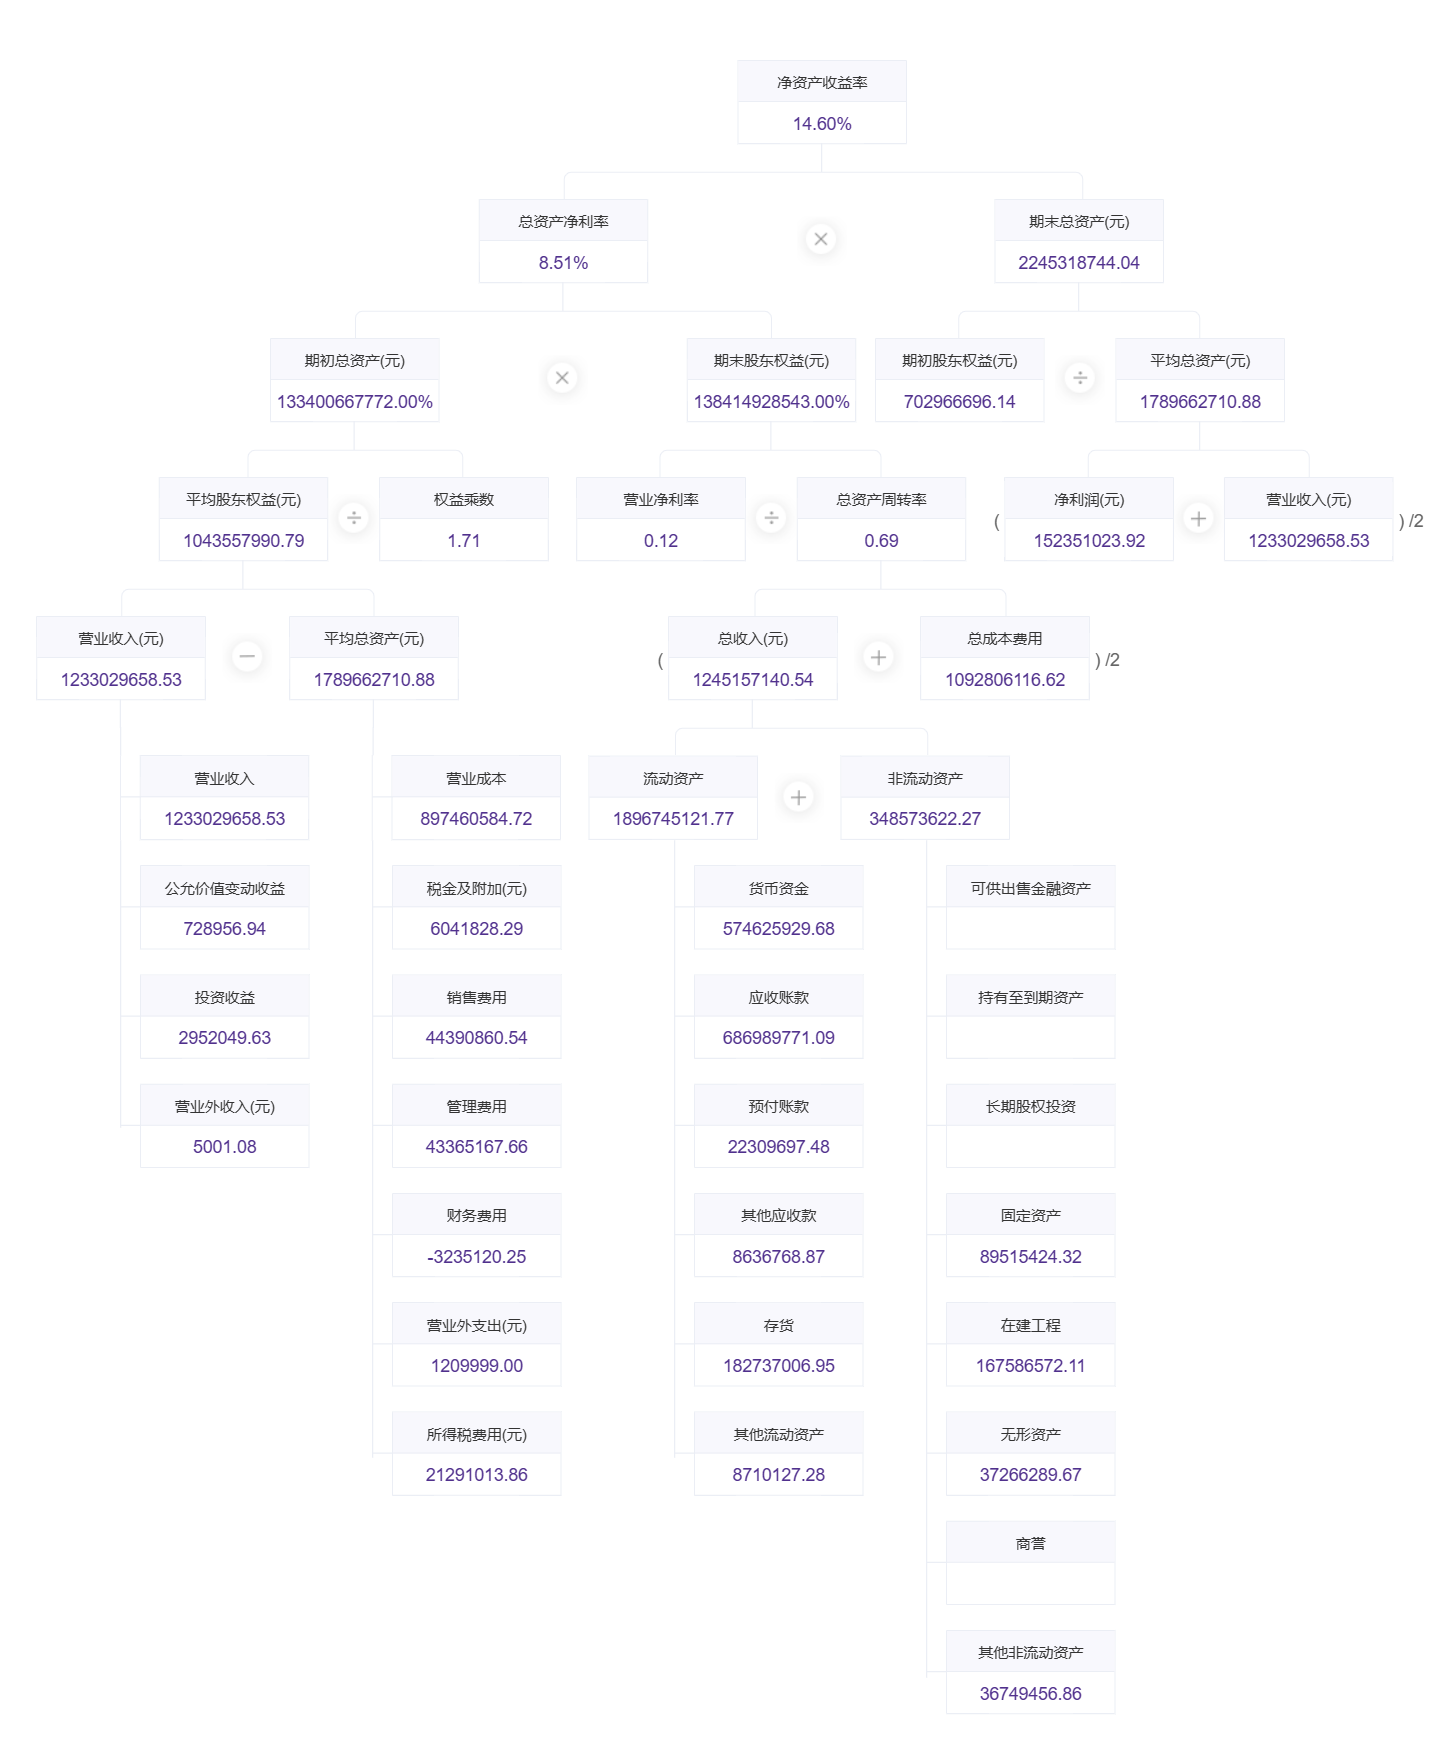 净资产收益率
14.60%
总资产净利率
8.51%
×
期末总资产(元)
2245318744.04
期初总资产(元)
133400667772.00%
×
期末股东权益(元)
138414928543.00%
期初股东权益(元)
702966696.14
÷
平均总资产(元)
1789662710.88
平均股东权益(元)
1043557990.79
÷
权益乘数
1.71
营业净利率
0.12
÷
总资产周转率
0.69
(
净利润(元)
152351023.92
+
营业收入(元)
1233029658.53
) /2
营业收入(元)
1233029658.53
−
平均总资产(元)
1789662710.88
(
总收入(元)
1245157140.54
+
总成本费用
1092806116.62
) /2
营业收入
1233029658.53
公允价值变动收益
728956.94
投资收益
2952049.63
营业外收入(元)
5001.08
营业成本
897460584.72
税金及附加(元)
6041828.29
销售费用
44390860.54
管理费用
43365167.66
财务费用
-3235120.25
营业外支出(元)
1209999.00
所得税费用(元)
21291013.86
流动资产
1896745121.77
+
非流动资产
348573622.27
货币资金
574625929.68
应收账款
686989771.09
预付账款
22309697.48
其他应收款
8636768.87
存货
182737006.95
其他流动资产
8710127.28
可供出售金融资产
持有至到期资产
长期股权投资
固定资产
89515424.32
在建工程
167586572.11
无形资产
37266289.67
商誉
其他非流动资产
36749456.86